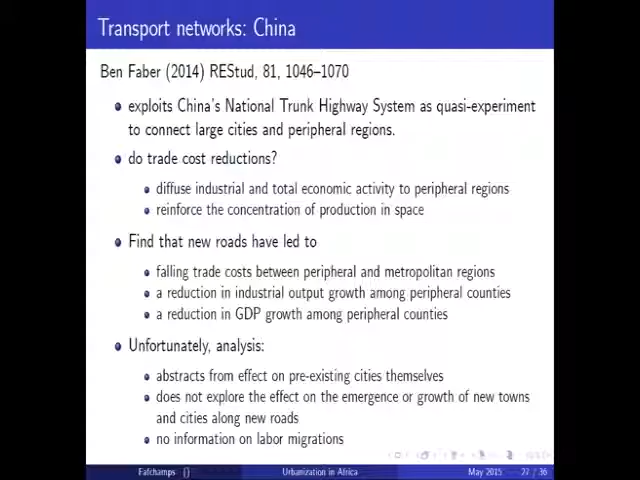 Transport networks: China
Ben Faber (2014) REStud, 81, 1046–1070
exploits China's National Trunk Highway System as quasi-experiment
to connect large cities and peripheral regions.
do trade cost reductions?
diffuse industrial and total economic activity to peripheral regions
reinforce the concentration of production in space
Find that new roads have led to
falling trade costs between peripheral and metropolitan regions
a reduction in industrial output growth among peripheral counties
a reduction in GDP growth among peripheral counties
Unfortunately, analysis:
abstracts from effect on pre-existing cities themselves
does not explore the effect on the emergence or growth of new towns
and cities along new roads
no information on labor migrations
Fafchamps () Urbanization in Africa May 2015 27 / 36